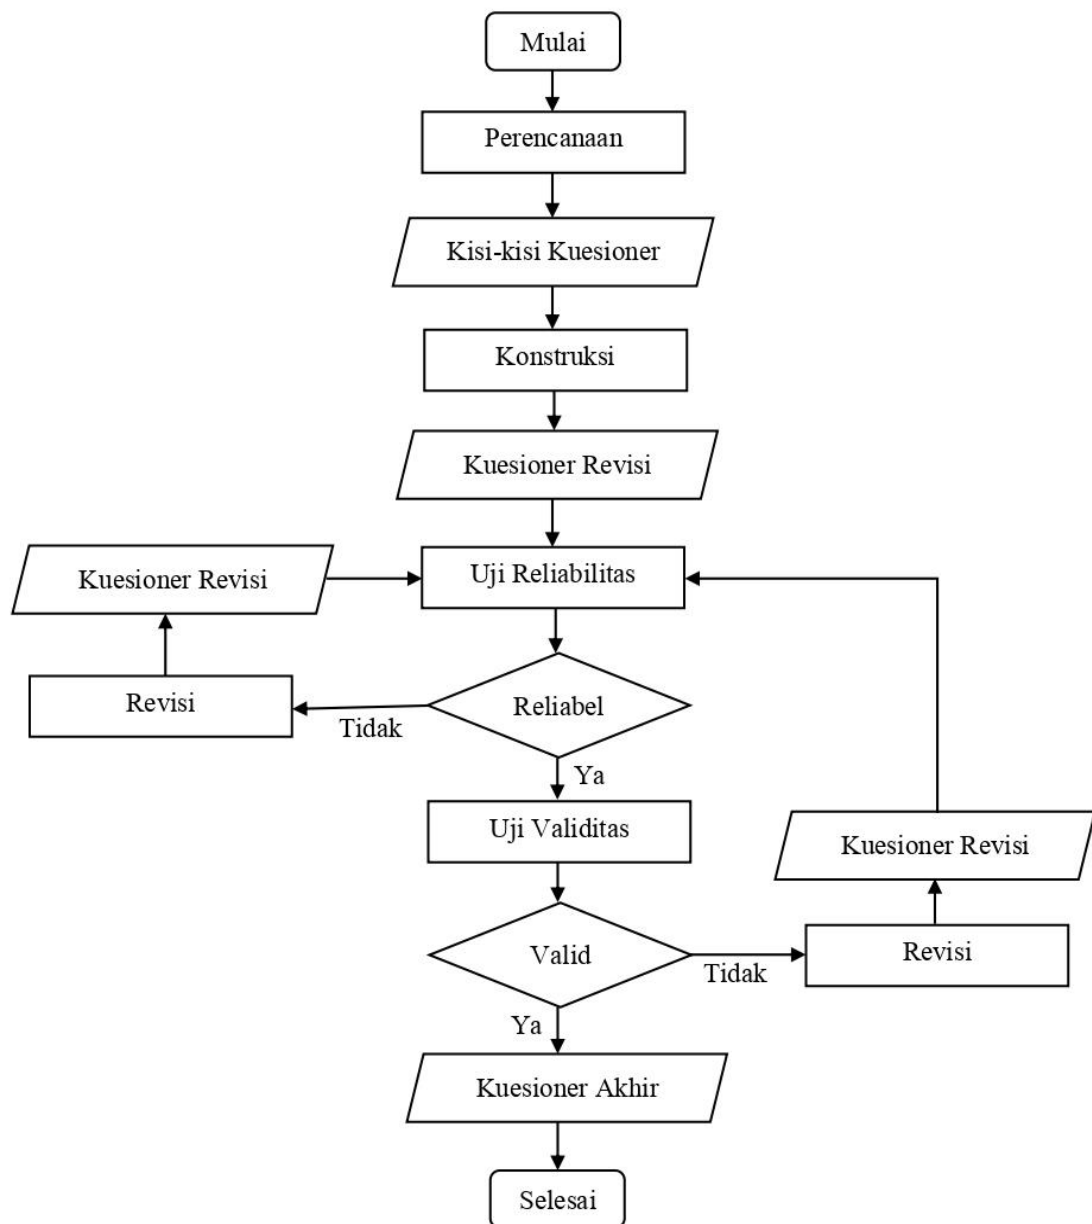 Mulai
Perencanaan
Kisi-kisi Kuesioner
Konstruksi
Kuesioner Revisi
Kuesioner Revisi
Uji Reliabilitas
Revisi
Tidak
Reliabel
Ya
Uji Validitas
Kuesioner Revisi
Valid
Tidak
Revisi
Ya
Kuesioner Akhir
Selesai